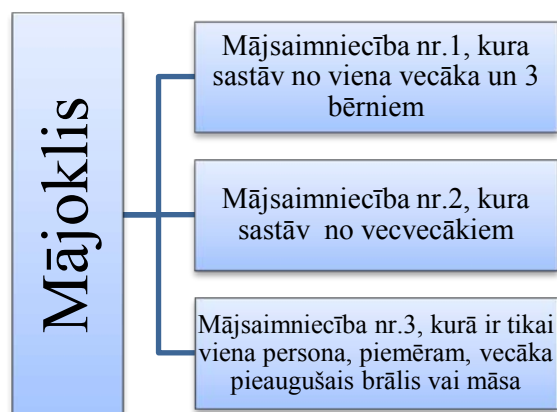 Mājoklis
Mājsaimniecība nr.1, kura
sastāv no viena vecāka un 3
bērniem
Mājsaimniecība nr.2, kura
sastāv no vecvecākiem
Mājsaimniecība nr.3, kurā ir tikai
viena persona, piemēram, vecāka
pieaugušais brālis vai māsa